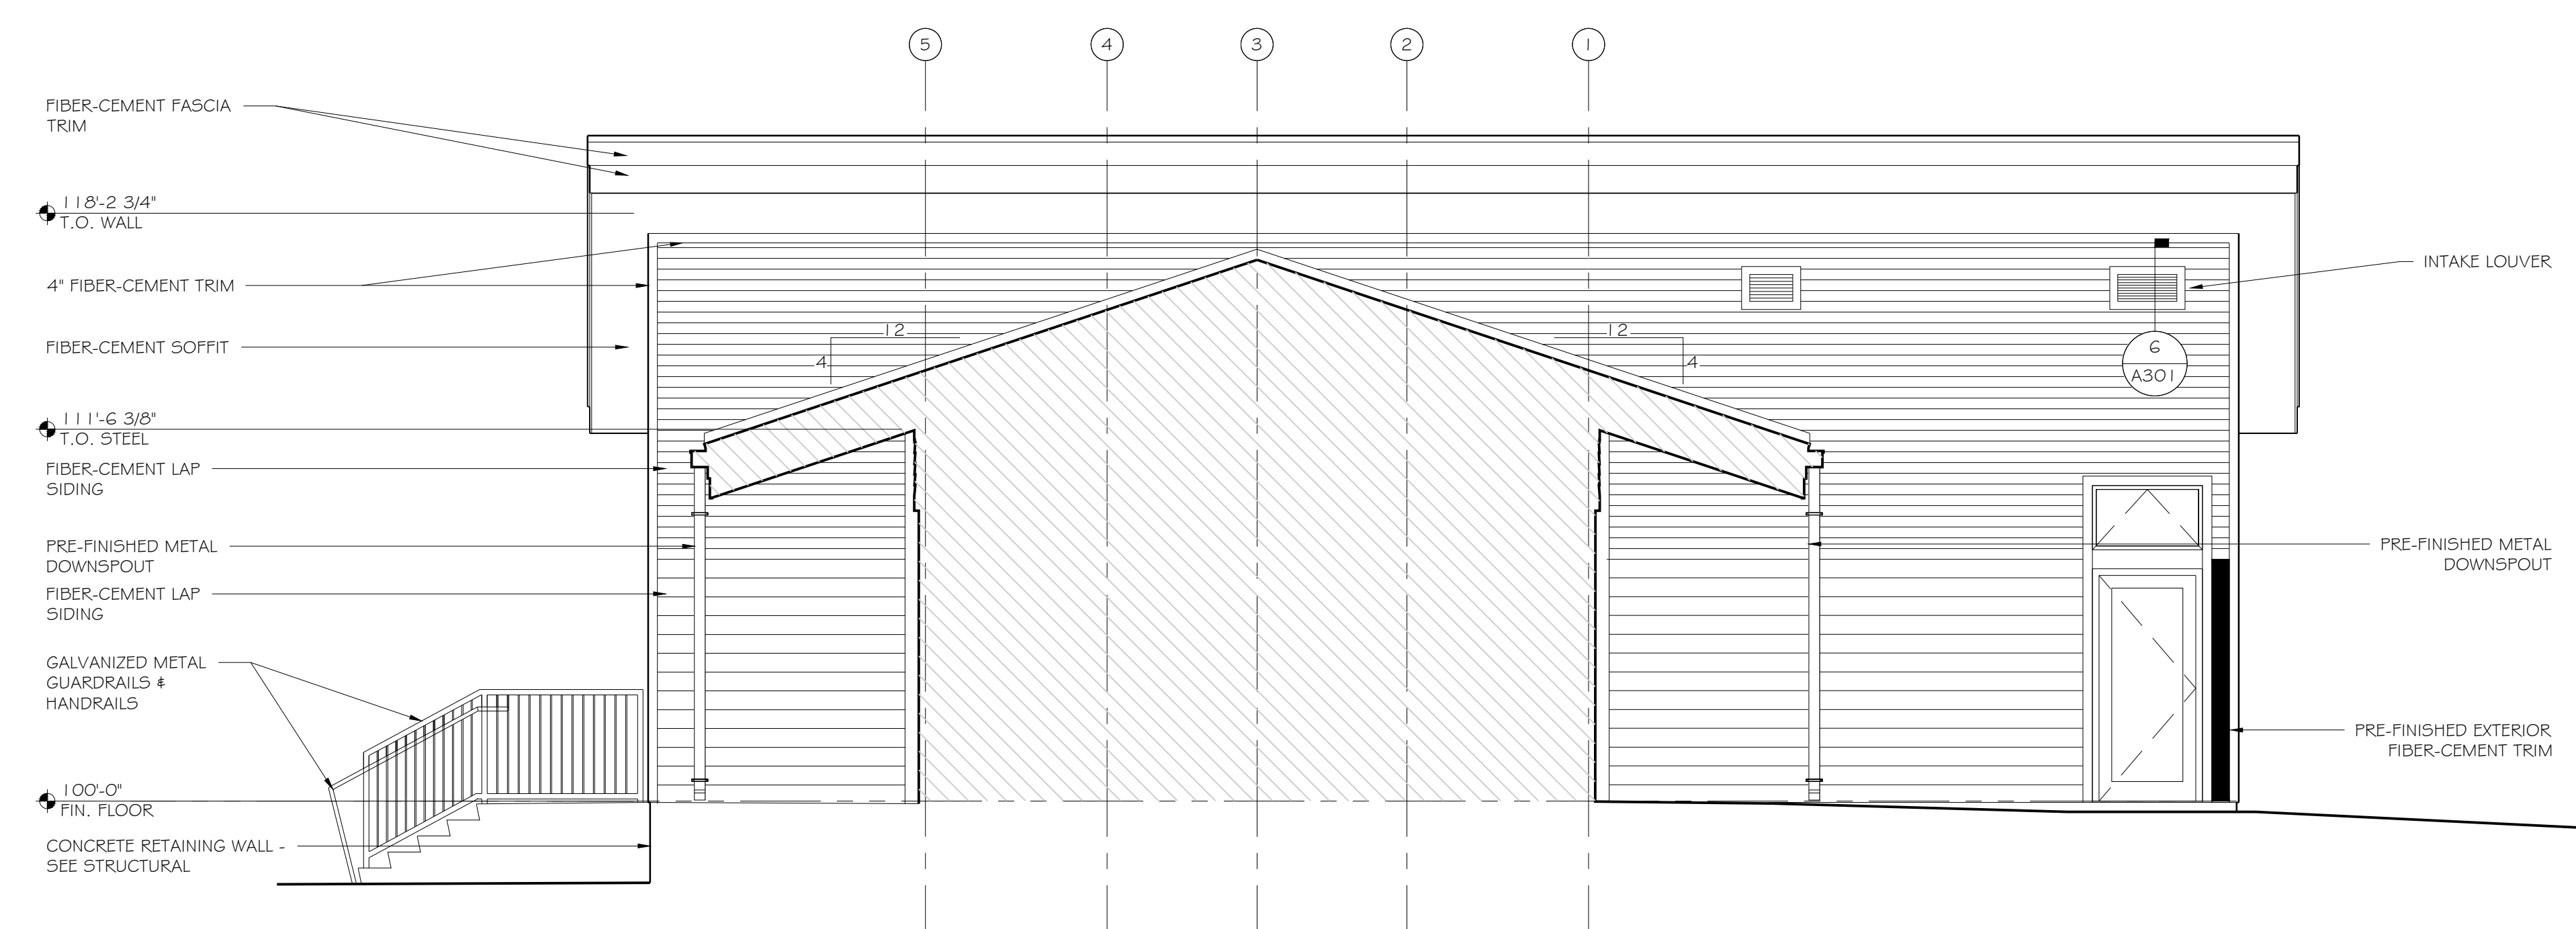 5 4 3 2 1
FIBER-CEMENT FASCIA
TRIM
118'-2 3/4"
T.O. WALL
4" FIBER-CEMENT TRIM
INTAKE LOUVER
12
4
12
4
FIBER-CEMENT SOFFIT
6
A301
111'-6 3/8"
T.O. STEEL
FIBER-CEMENT LAP
SIDING
PRE-FINISHED METAL
DOWNSPOUT
PRE-FINISHED METAL
DOWNSPOUT
FIBER-CEMENT LAP
SIDING
GALVANIZED METAL
GUARDRAILS &
HANDRAILS
PRE-FINISHED EXTERIOR
FIBER-CEMENT TRIM
100'-0"
FIN. FLOOR
CONCRETE RETAINING WALL -
SEE STRUCTURAL